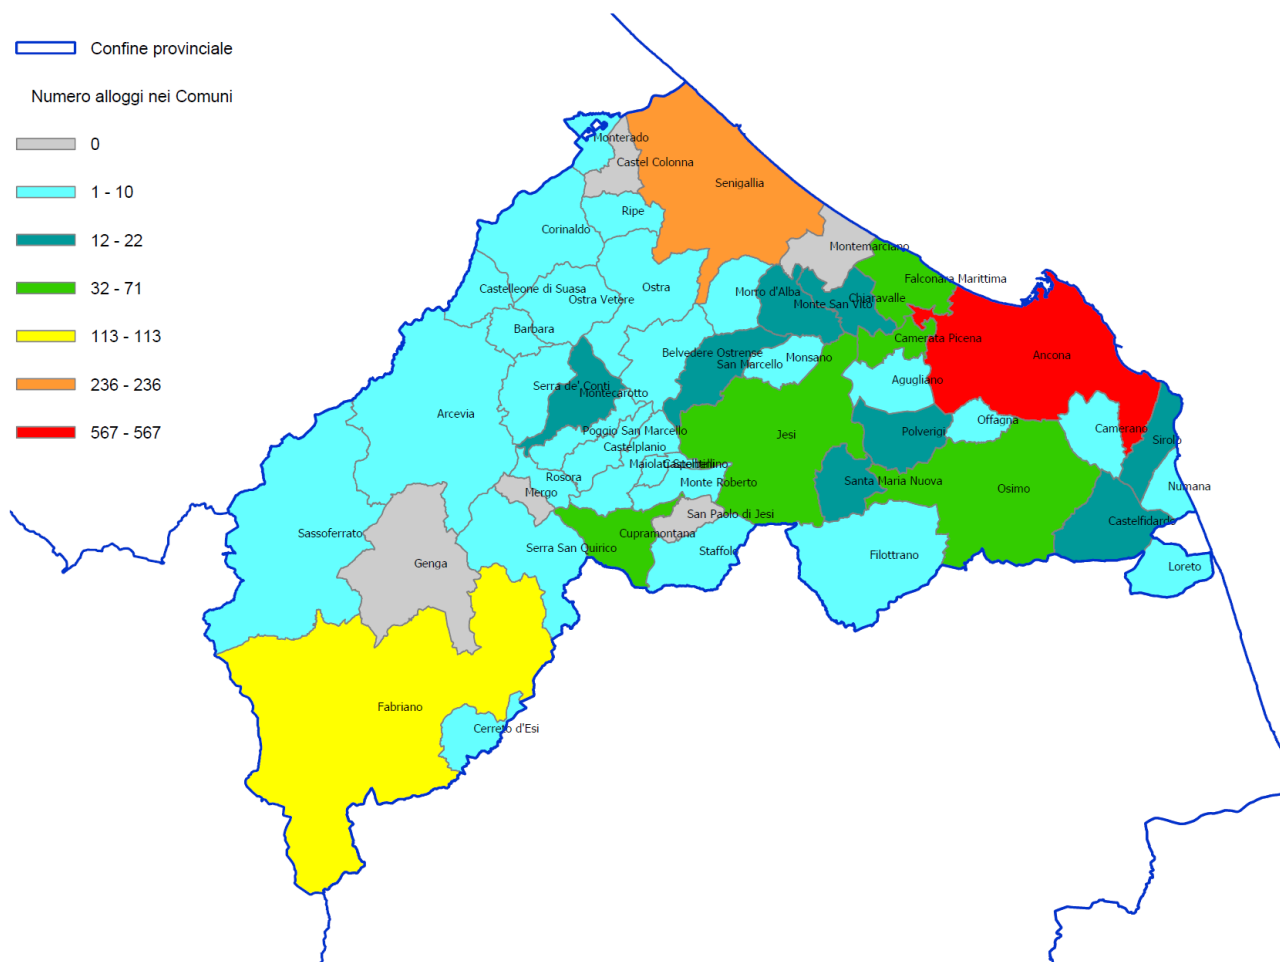 Confine provinciale
Numero alloggi nei Comuni
0
1 - 10
12 - 22
32 - 71
113 - 113
236 - 236
567 - 567
Monterado
Castel Colonna
Senigallia
Ripe
Corinaldo
Montemarciano
Falconara Marittima
Castelleone di Suasa
Ostra
Ostra Vetere
Morro d'Alba
Monte San Vito
Chiaravalle
Barbara
Camerata Picena
Belvedere Ostrense
San Marcello
Monsano
Ancona
Serra de' Conti
Montecarotto
Agugliano
Arcevia
Poggio San Marcello
Jesi
Polverigi
Offagna
Camerano
Sirolo
Castelplanio
Maiolati Spontini
Castelbellino
Rosora
Monte Roberto
Santa Maria Nuova
Osimo
Numana
Mergo
San Paolo di Jesi
Castelfidardo
Sassoferrato
Cupramontana
Serra San Quirico
Staffolo
Filottrano
Genga
Loreto
Fabriano
Cerreto d'Esi